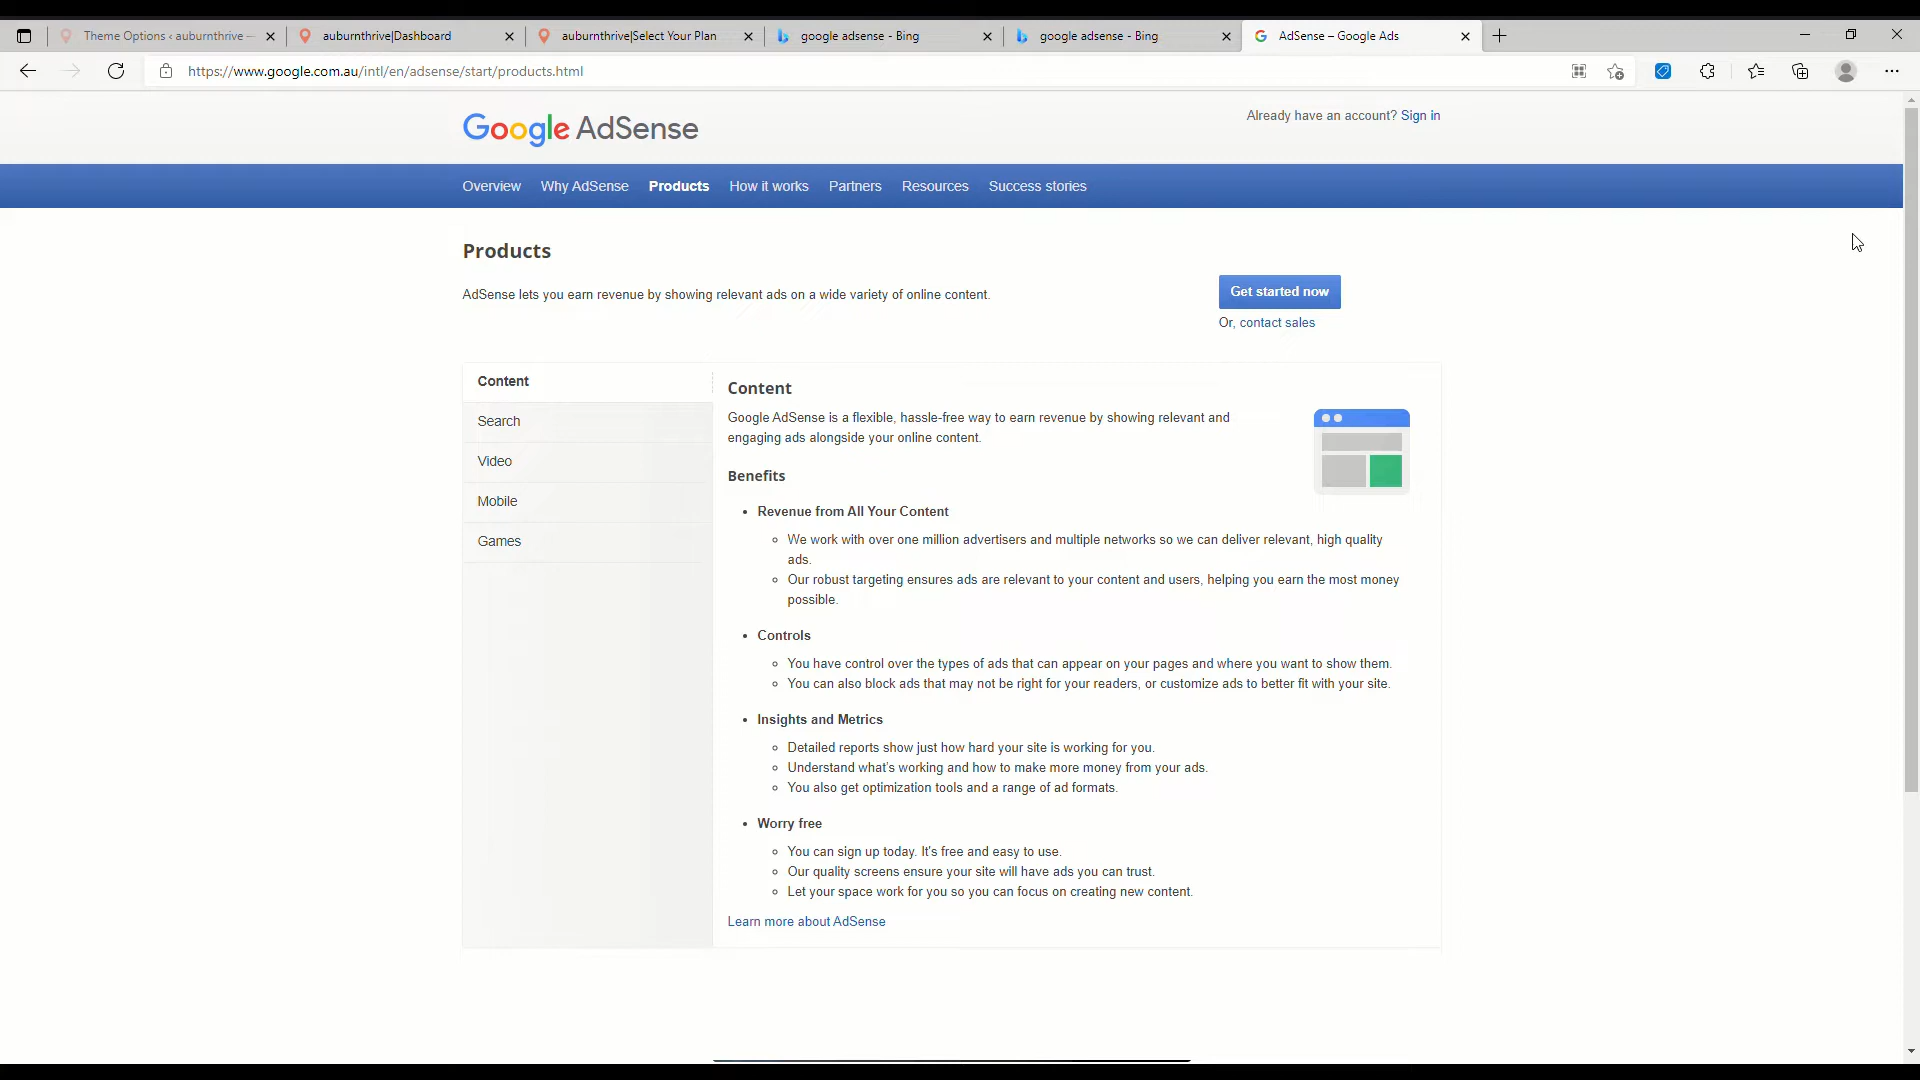 Theme Options ‹ auburnthrive —
auburnthrive|Dashboard
auburnthrive|Select Your Plan
google adsense - Bing
google adsense - Bing
AdSense – Google Ads
https://www.google.com.au/intl/en/adsense/start/products.html
Google AdSense
Already have an account? Sign in
Overview
Why AdSense
Products
How it works
Partners
Resources
Success stories
Products
AdSense lets you earn revenue by showing relevant ads on a wide variety of online content.
Get started now
Or, contact sales
Content
Search
Video
Mobile
Games
Content
Google AdSense is a flexible, hassle-free way to earn revenue by showing relevant and
engaging ads alongside your online content.
Benefits
Revenue from All Your Content
We work with over one million advertisers and multiple networks so we can deliver relevant, high quality
ads.
Our robust targeting ensures ads are relevant to your content and users, helping you earn the most money
possible.
Controls
You have control over the types of ads that can appear on your pages and where you want to show them.
You can also block ads that may not be right for your readers, or customize ads to better fit with your site.
Insights and Metrics
Detailed reports show just how hard your site is working for you.
Understand what's working and how to make more money from your ads.
You also get optimization tools and a range of ad formats.
Worry free
You can sign up today. It's free and easy to use.
Our quality screens ensure your site will have ads you can trust.
Let your space work for you so you can focus on creating new content.
Learn more about AdSense